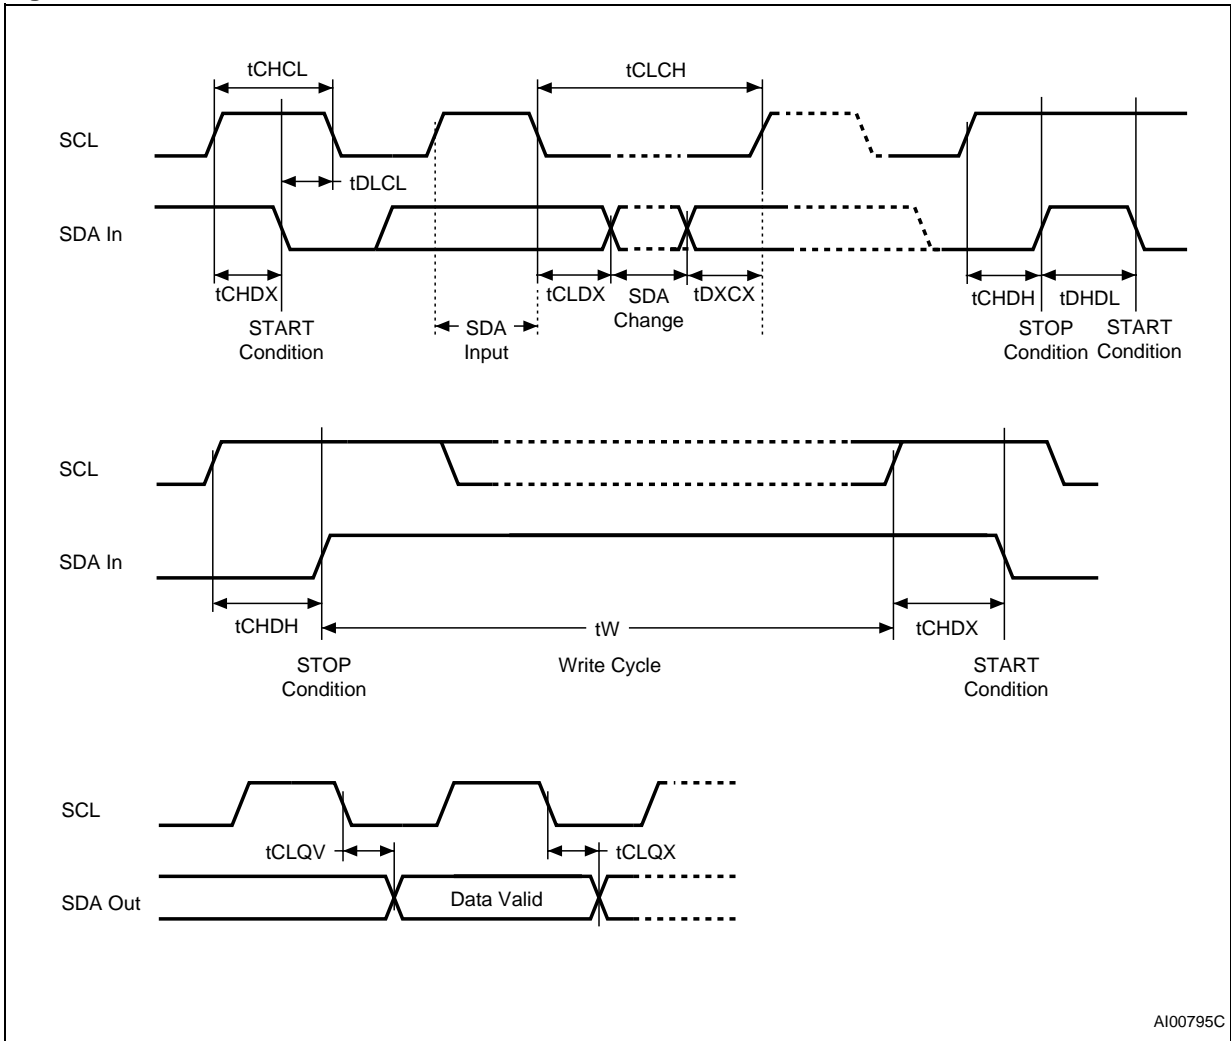 tCHCL
tCLCH
SCL
tDLCL
SDA In
tCHDX
tCLDX
SDA
Change
tDXCX
tCHDH
tDHDL
START
Condition
SDA
Input
STOP
Condition
START
Condition
SCL
SDA In
tCHDH
tW
tCHDX
STOP
Condition
Write Cycle
START
Condition
SCL
tCLQV
tCLQX
SDA Out
Data Valid
AI00795C